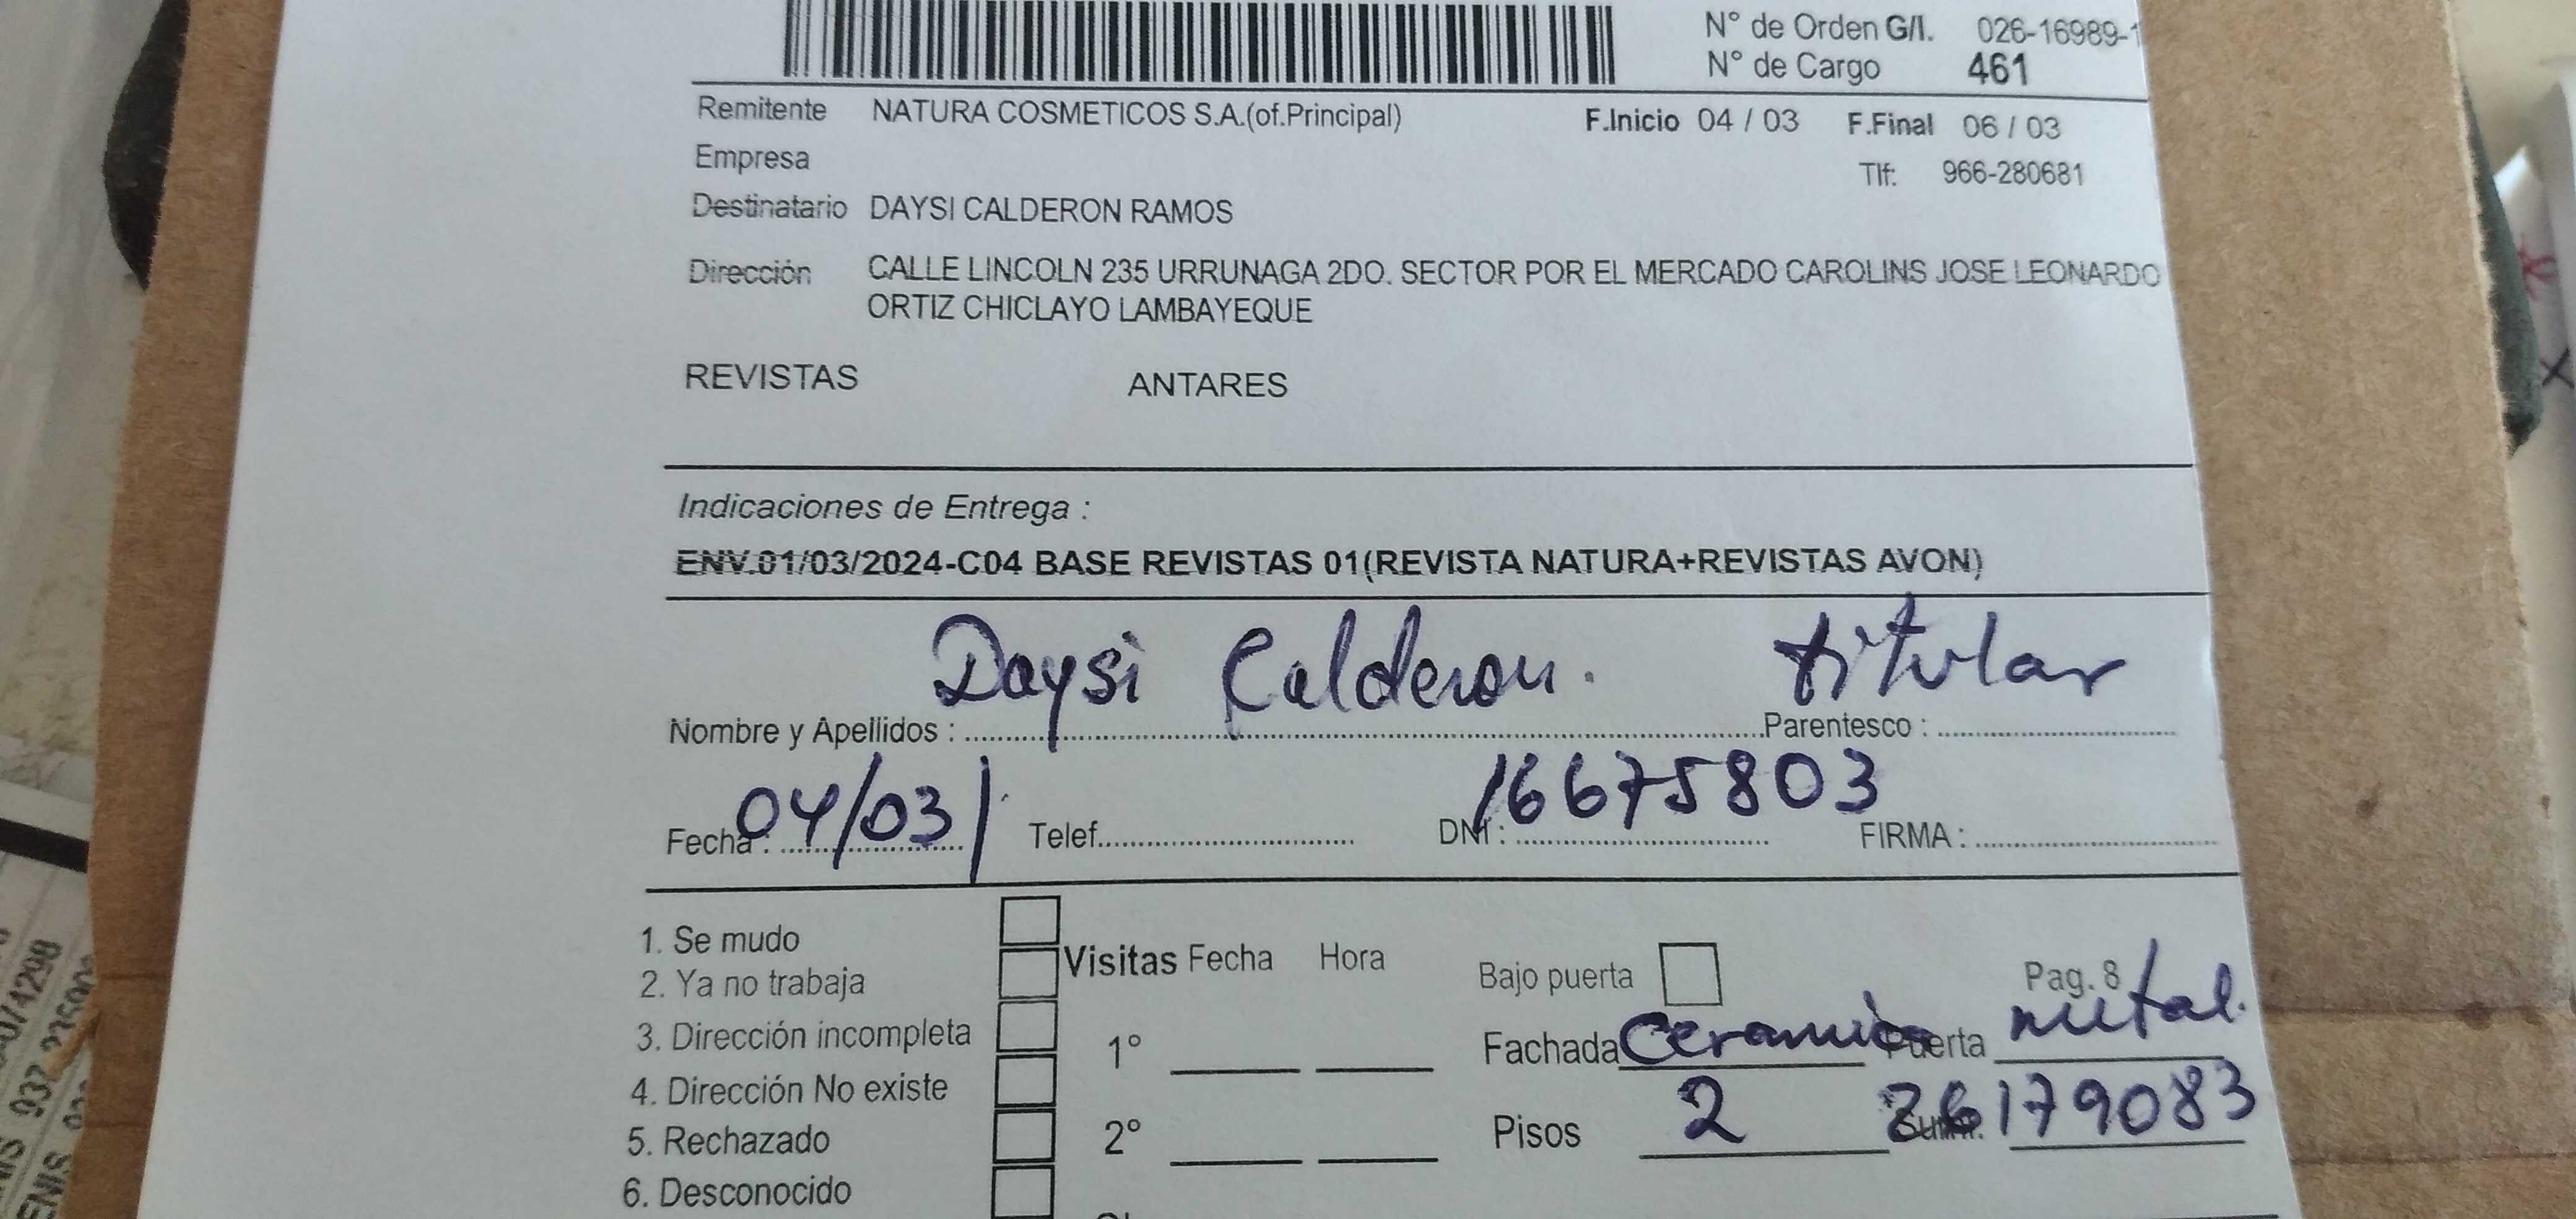 N° de Orden G/I. 026-16989-1
N° de Cargo 461
Remitente NATURA COSMETICOS S.A.(of.Principal) F.Inicio 04 / 03 F.Final 06 / 03
Empresa Tlf: 966-280681
Destinatario DAYSI CALDERON RAMOS
Dirección CALLE LINCOLN 235 URRUNAGA 2DO. SECTOR POR EL MERCADO CAROLINS JOSE LEONARDO
ORTIZ CHICLAYO LAMBAYEQUE
REVISTAS ANTARES
Indicaciones de Entrega :
ENV.01/03/2024-C04 BASE REVISTAS 01(REVISTA NATURA+REVISTAS AVON)
Daysi Calderon. titular
Nombre y Apellidos : Parentesco :
04/03/ 16675803
Fecha : Telef. DNI : FIRMA :
1. Se mudo
2. Ya no trabaja
3. Dirección incompleta
4. Dirección No existe
5. Rechazado
6. Desconocido
Visitas Fecha Hora
1°
2°
Bajo puerta Pag. 8
Fachada Ceramico Puerta metal.
Pisos 2 Sumi. 26179083